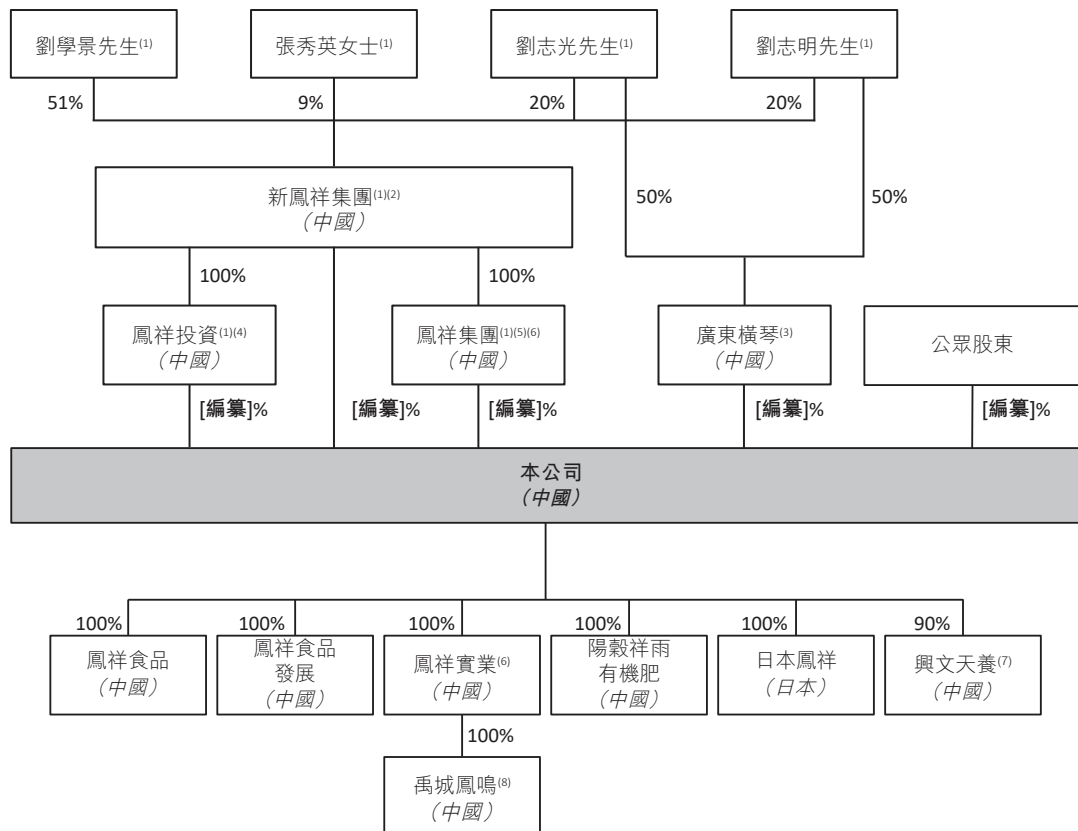 劉學景先生(1)
張秀英女士(1)
劉志光先生(1)
劉志明先生(1)
51%
9%
20%
20%
新鳳祥集團(1)(2)
（中國）
50%
50%
100%
100%
鳳祥投資(1)(4)
（中國）
鳳祥集團(1)(5)(6)
（中國）
廣東橫琴(3)
（中國）
公眾股東
[編纂]%
[編纂]%
[編纂]%
[編纂]%
[編纂]%
本公司
（中國）
100%
100%
100%
100%
100%
90%
鳳祥食品
（中國）
鳳祥食品
發展
（中國）
鳳祥實業(6)
（中國）
陽穀祥雨
有機肥
（中國）
日本鳳祥
（日本）
興文天養(7)
（中國）
100%
禹城鳳鳴(8)
（中國）